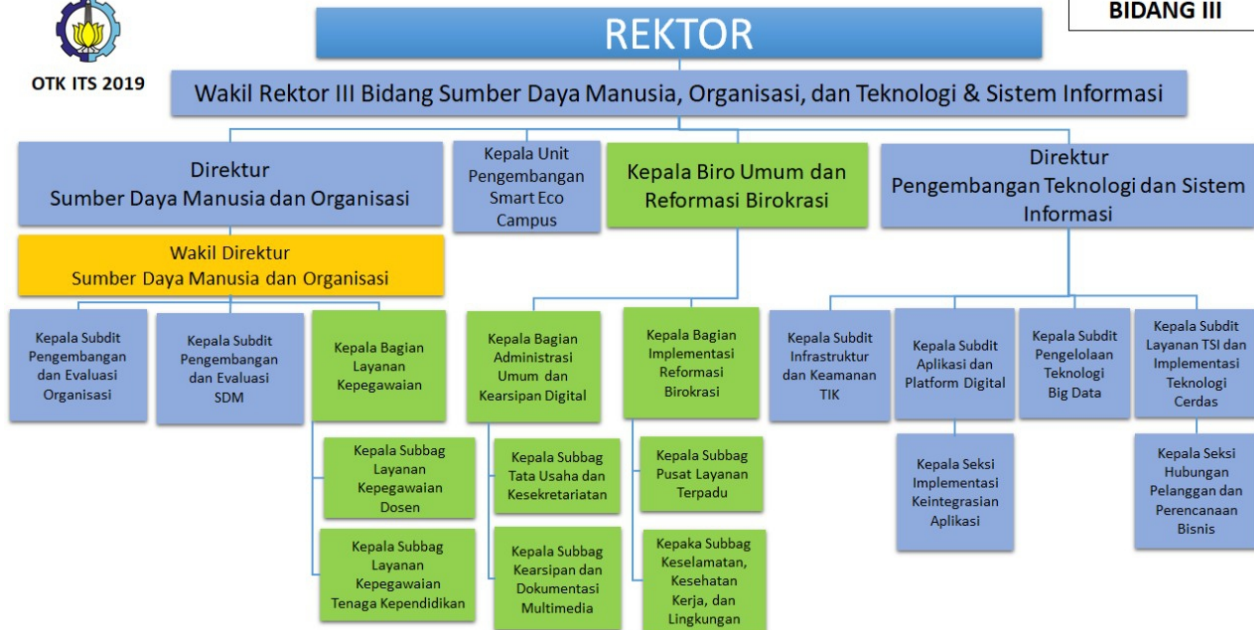 BIDANG III
REKTOR
OTK ITS 2019
Wakil Rektor III Bidang Sumber Daya Manusia, Organisasi, dan Teknologi & Sistem Informasi
Direktur
Sumber Daya Manusia dan Organisasi
Kepala Unit
Pengembangan
Smart Eco
Campus
Kepala Biro Umum dan
Reformasi Birokrasi
Direktur
Pengembangan Teknologi dan Sistem
Informasi
Wakil Direktur
Sumber Daya Manusia dan Organisasi
Kepala Subdit
Pengembangan
dan Evaluasi
Organisasi
Kepala Subdit
Pengembangan
dan Evaluasi
SDM
Kepala Bagian
Layanan
Kepegawaian
Kepala Bagian
Administrasi
Umum dan
Kearsipan Digital
Kepala Bagian
Implementasi
Reformasi
Birokrasi
Kepala Subdit
Infrastruktur
dan Keamanan
TIK
Kepala Subdit
Aplikasi dan
Platform Digital
Kepala Subdit
Pengelolaan
Teknologi
Big Data
Kepala Subdit
Layanan TSI dan
Implementasi
Teknologi
Cerdas
Kepala Subbag
Layanan
Kepegawaian
Dosen
Kepala Subbag
Tata Usaha dan
Kesekretariatan
Kepala Subbag
Pusat Layanan
Terpadu
Kepala Seksi
Implementasi
Keintegrasian
Aplikasi
Kepala Seksi
Hubungan
Pelanggan dan
Perencanaan
Bisnis
Kepala Subbag
Layanan
Kepegawaian
Tenaga Kependidikan
Kepala Subbag
Kearsipan dan
Dokumentasi
Multimedia
Kepaka Subbag
Keselamatan,
Kesehatan
Kerja, dan
Lingkungan